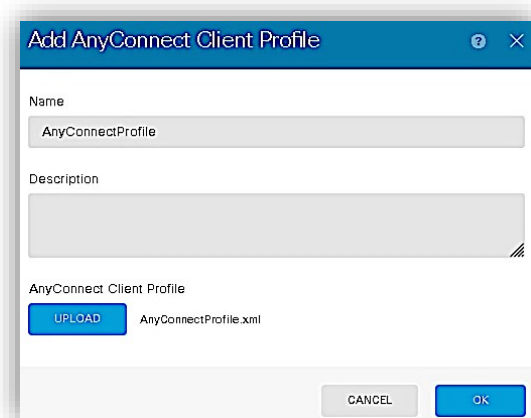 Add AnyConnect Client Profile
Name
AnyConnectProfile
Description
AnyConnect Client Profile
UPLOAD AnyConnectProfile.xml
CANCEL OK